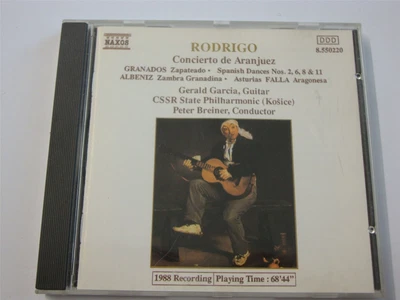 NAXOS
DDD
8.550220
RODRIGO
Concierto de Aranjuez
GRANADOS Zapateado • Spanish Dances Nos. 2, 6, 8 & 11
ALBENIZ Zambra Granadina • Asturias FALLA Aragonesa
Gerald Garcia, Guitar
CSSR State Philharmonic (Košice)
Peter Breiner, Conductor
1988 Recording Playing Time : 68'44"